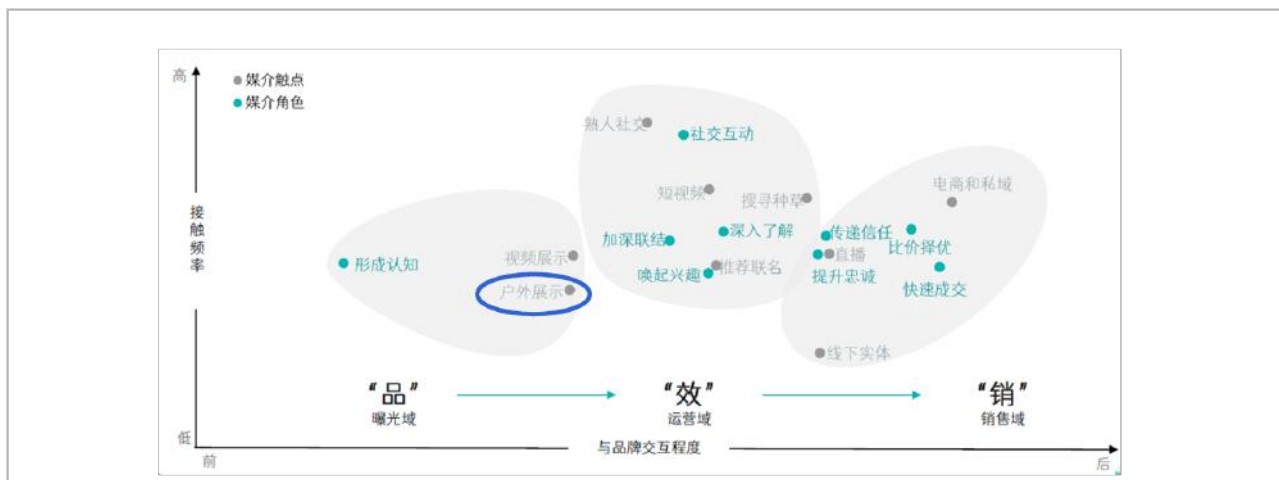 高
媒介触点
媒介角色
熟人社交
社交互动
短视频
搜寻种草
电商和私域
接触频率
加深联结
深入了解
传递信任
比价择优
形成认知
视频展示
唤起兴趣
推荐联名
直播
提升忠诚
户外展示
快速成交
线下实体
“品”
曝光域
“效”
运营域
“销”
销售域
低
与品牌交互程度
前
后